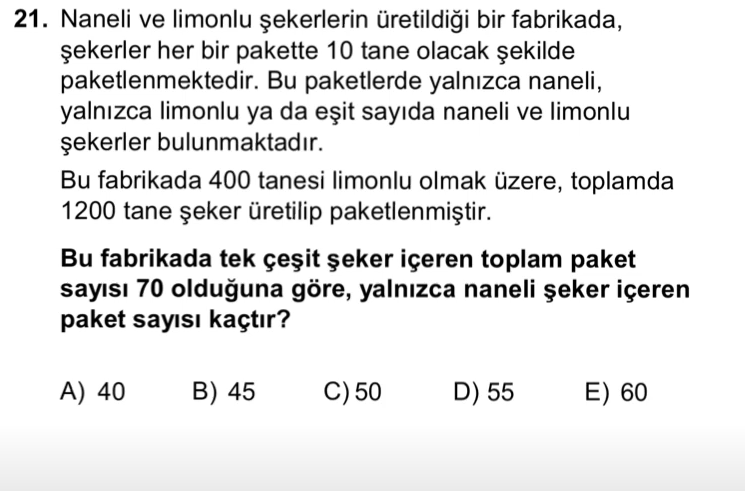 21. Naneli ve limonlu şekerlerin üretildiği bir fabrikada,
şekerler her bir pakette 10 tane olacak şekilde
paketlenmektedir. Bu paketlerde yalnızca naneli,
yalnızca limonlu ya da eşit sayıda naneli ve limonlu
şekerler bulunmaktadır.
Bu fabrikada 400 tanesi limonlu olmak üzere, toplamda
1200 tane şeker üretilip paketlenmiştir.
Bu fabrikada tek çeşit şeker içeren toplam paket
sayısı 70 olduğuna göre, yalnızca naneli şeker içeren
paket sayısı kaçtır?
A) 40 B) 45 C) 50 D) 55 E) 60